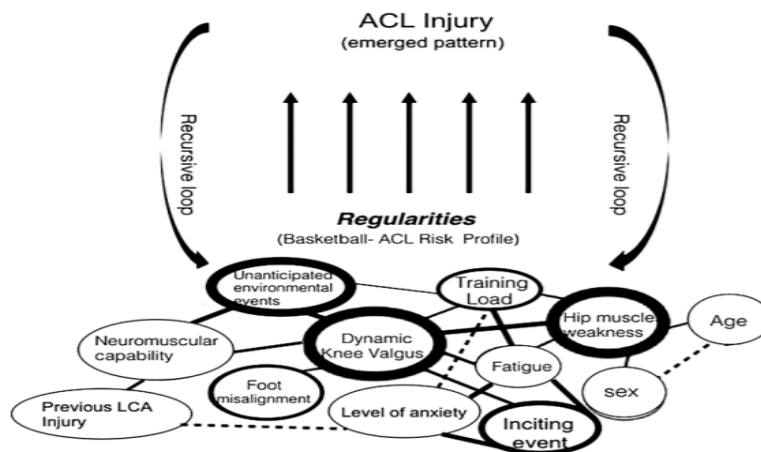 ACL Injury
(emerged pattern)
Recursive loop
Recursive loop
Regularities
(Basketball- ACL Risk Profile)
Unanticipated
environmental
events
Training
Load
Hip muscles
weakness
Age
Neuromuscular
capability
Dynamic
Knee Valgus
Fatigue
Foot
misalignment
sex
Previous LCA
Injury
Level of anxiety
Inciting
event